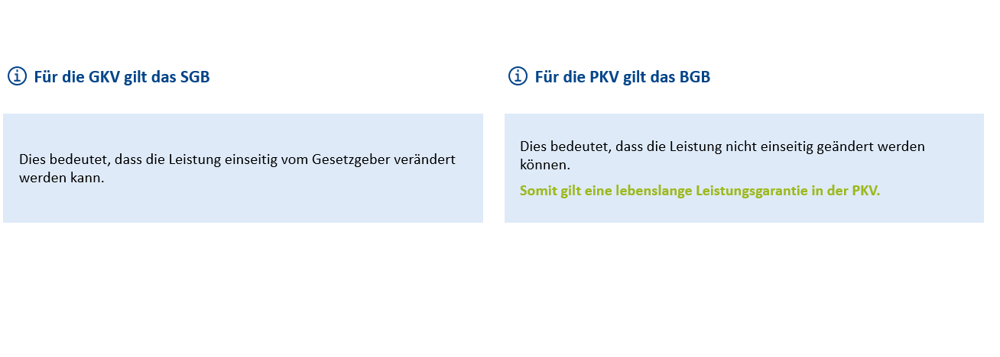 Für die GKV gilt das SGB
Dies bedeutet, dass die Leistung einseitig vom Gesetzgeber verändert
werden kann.
Für die PKV gilt das BGB
Dies bedeutet, dass die Leistung nicht einseitig geändert werden
können.
Somit gilt eine lebenslange Leistungsgarantie in der PKV.